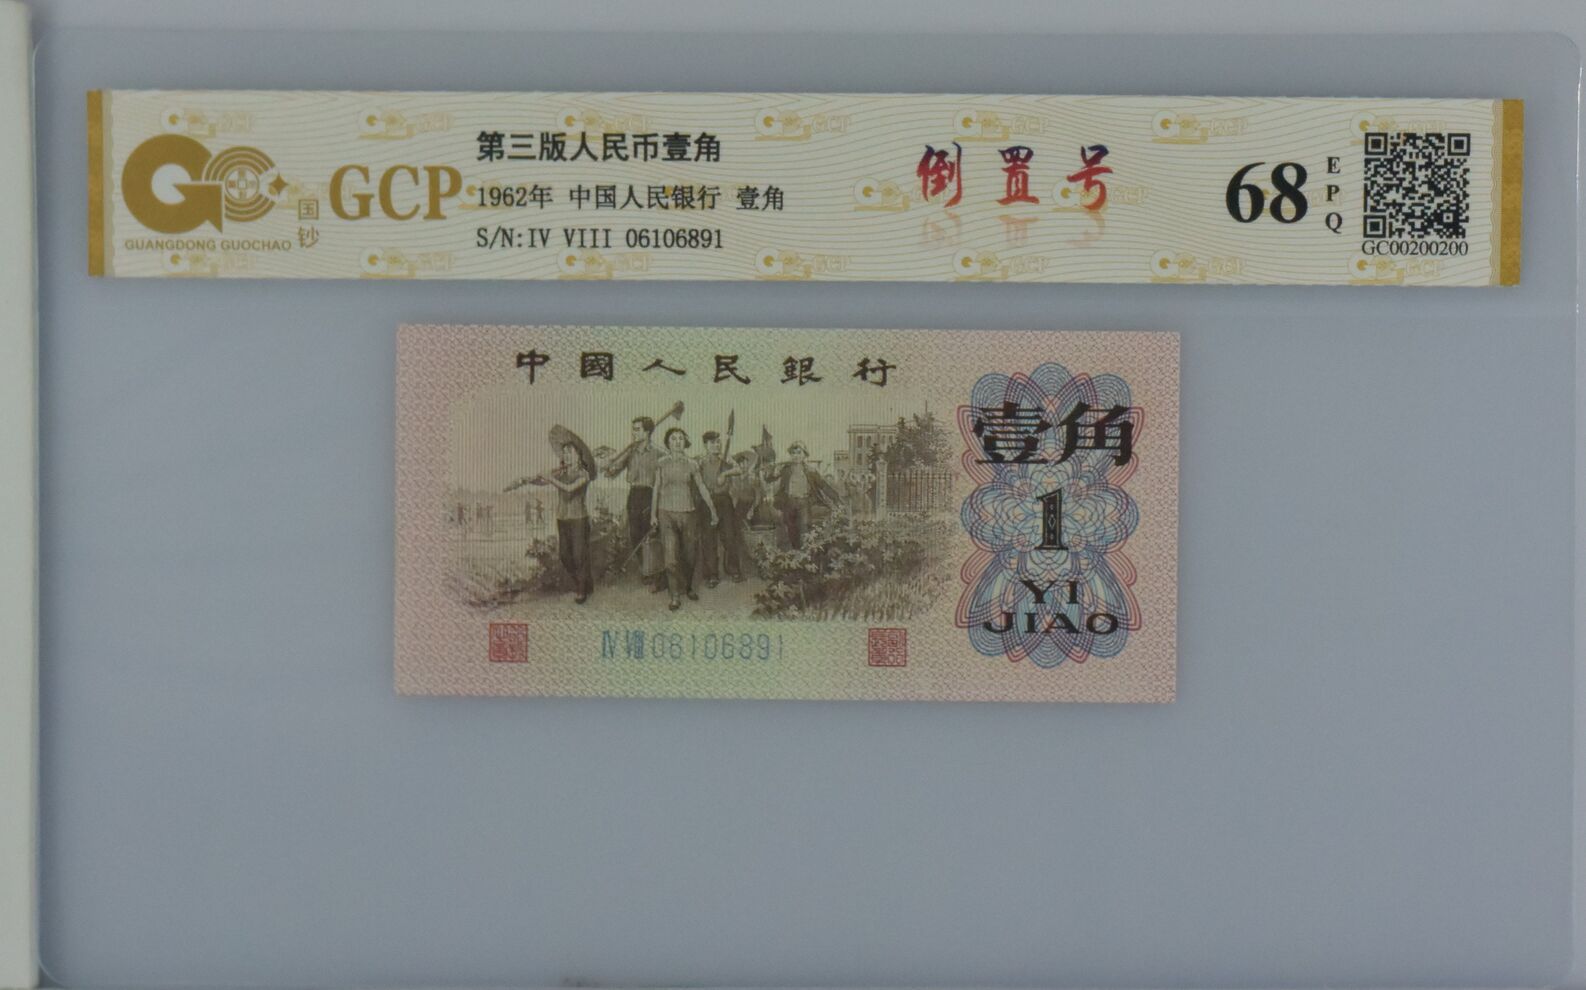 GUANGDONG GUOCHAO
国钞
GCP
第三版人民币壹角
1962年 中国人民银行 壹角
S/N:IV VIII 06106891
倒置号
68
EPQ
GC00200200
中國人民銀行
壹角
1
YI
JIAO
IV VIII 06106891